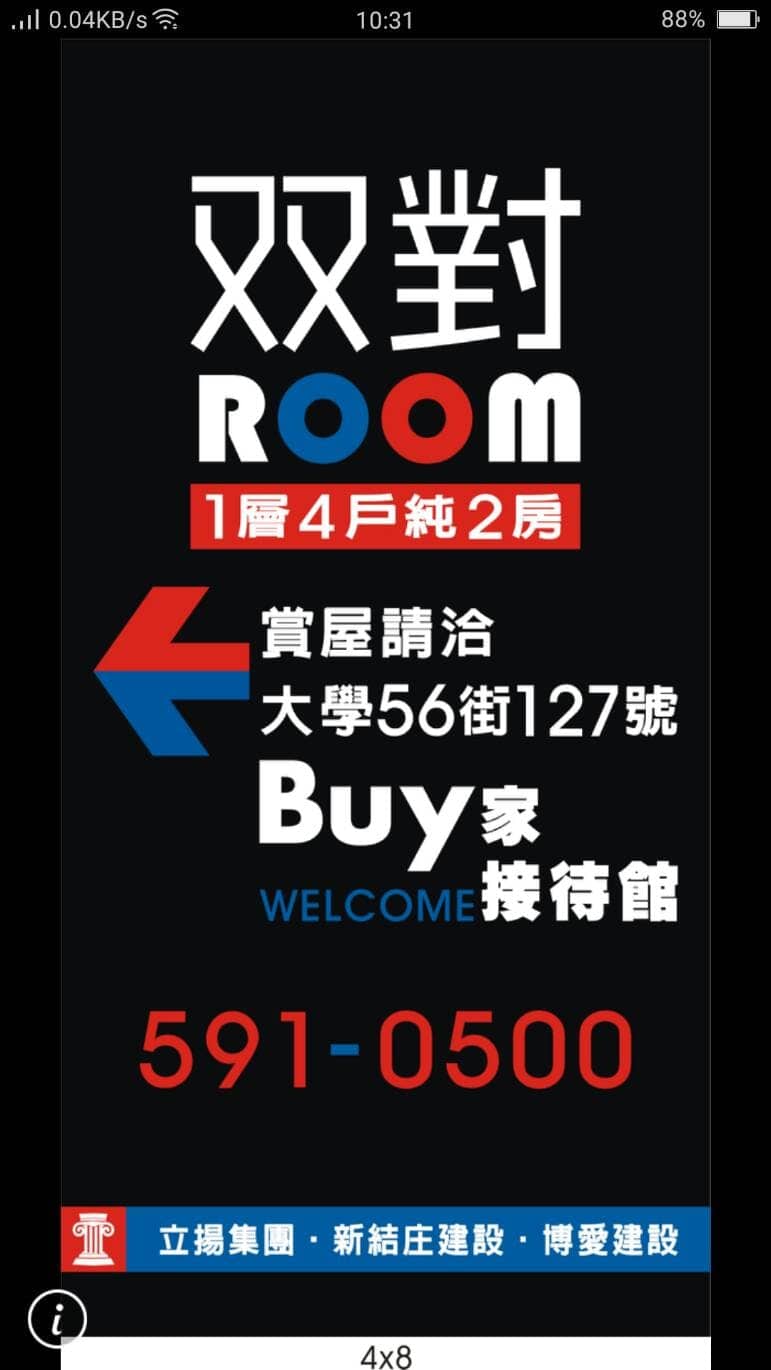 0.04KB/s 10:31 88%
双對
ROOM
1層4戶純2房
賞屋請洽
大學56街127號
Buy家
WELCOME接待館
591-0500
立揚集團·新結庄建設·博愛建設
i
4x8